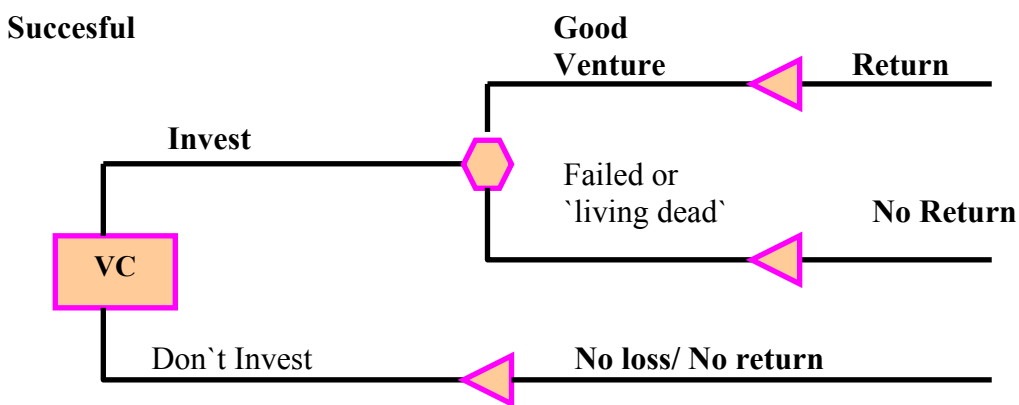 Succesful
Good
Venture
Return
Invest
Failed or
`living dead`
No Return
VC
Don`t Invest
No loss/ No return